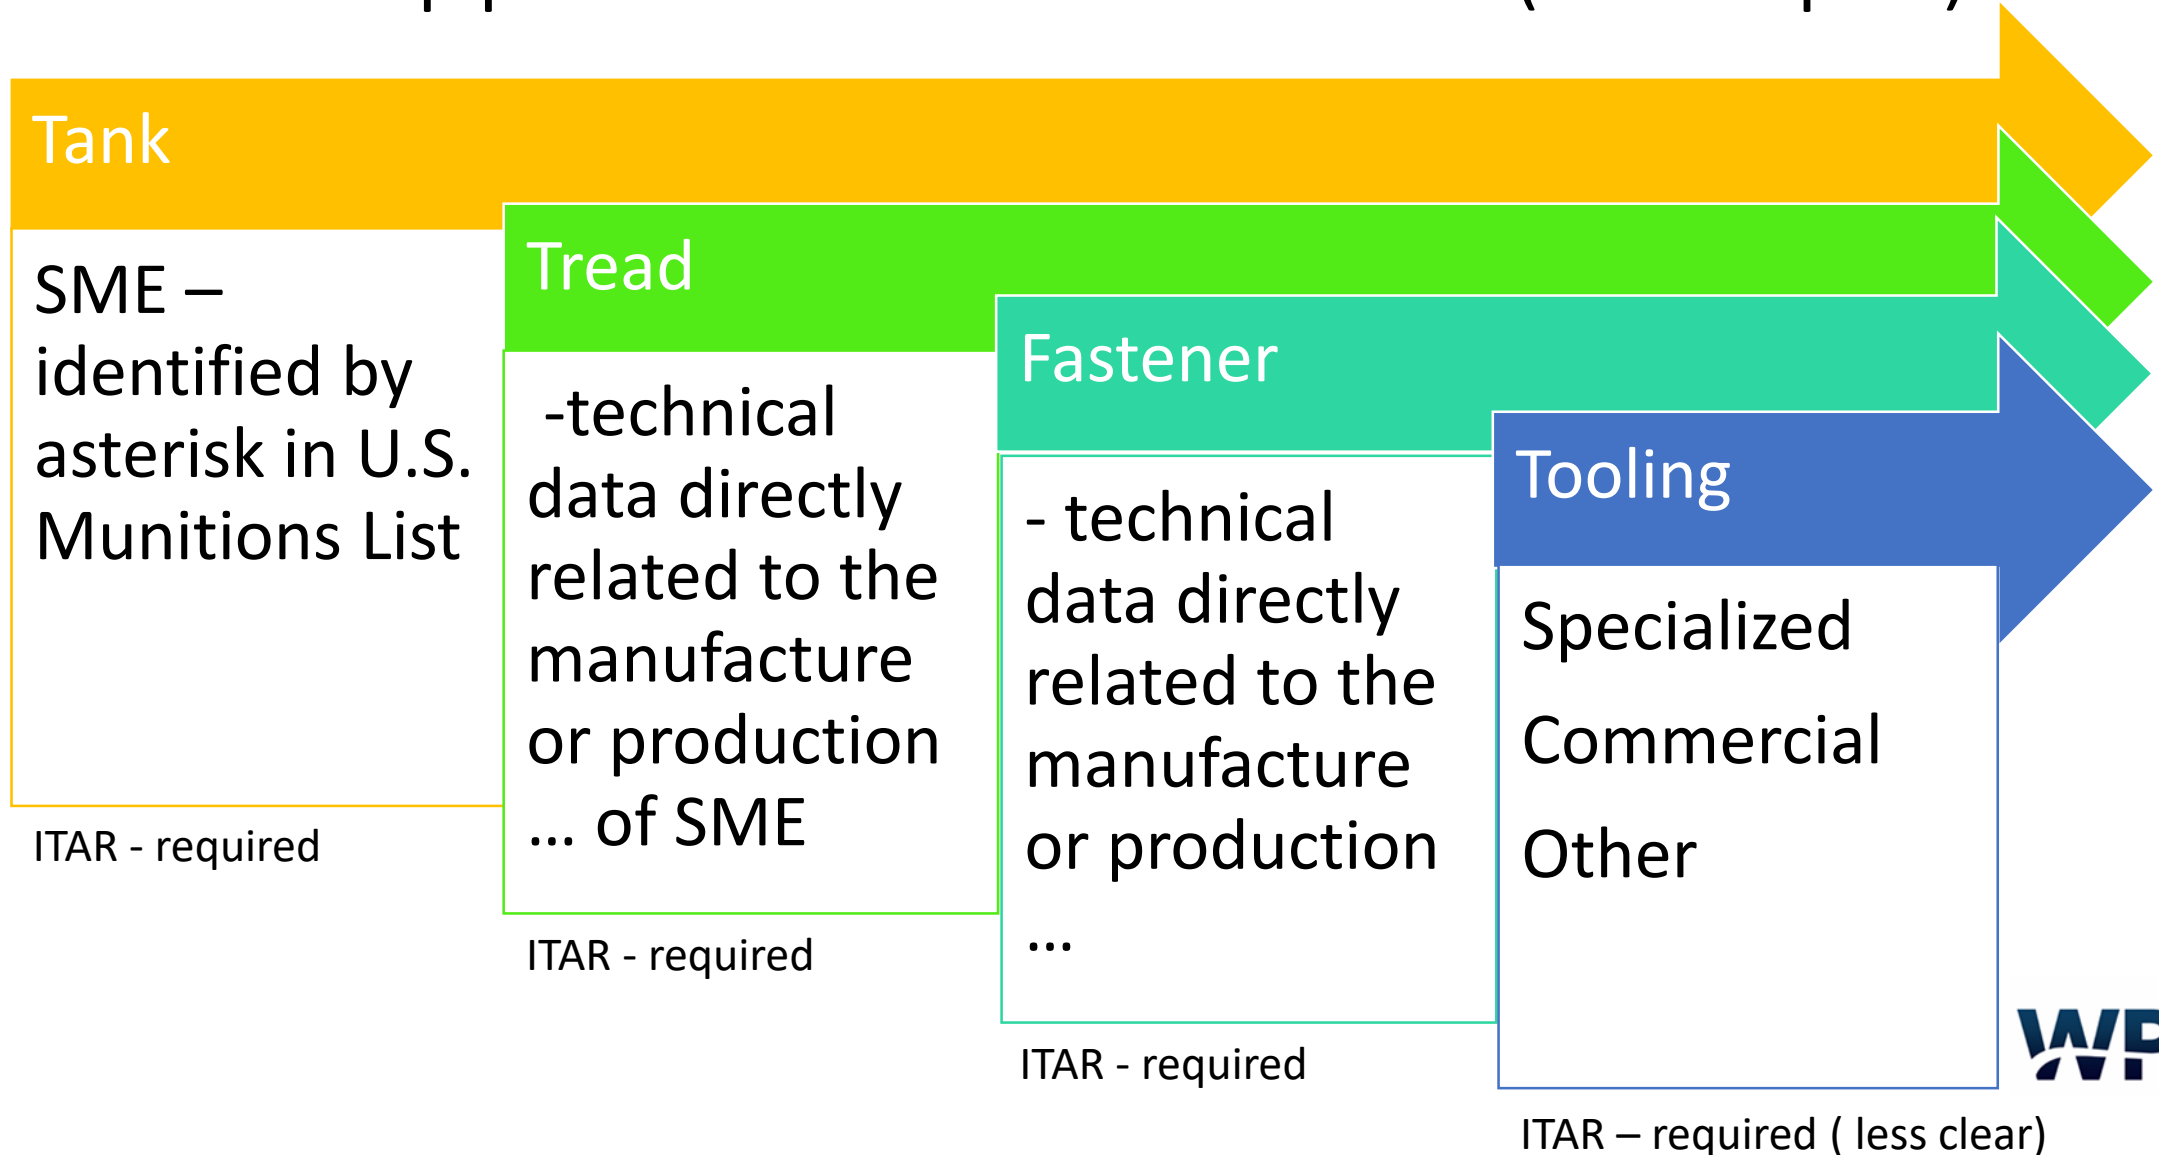 Tank
SME –
identified by
asterisk in U.S.
Munitions List
ITAR - required
Tread
-technical
data directly
related to the
manufacture
or production
... of SME
ITAR - required
Fastener
- technical
data directly
related to the
manufacture
or production
...
ITAR - required
Tooling
Specialized
Commercial
Other
ITAR – required ( less clear)